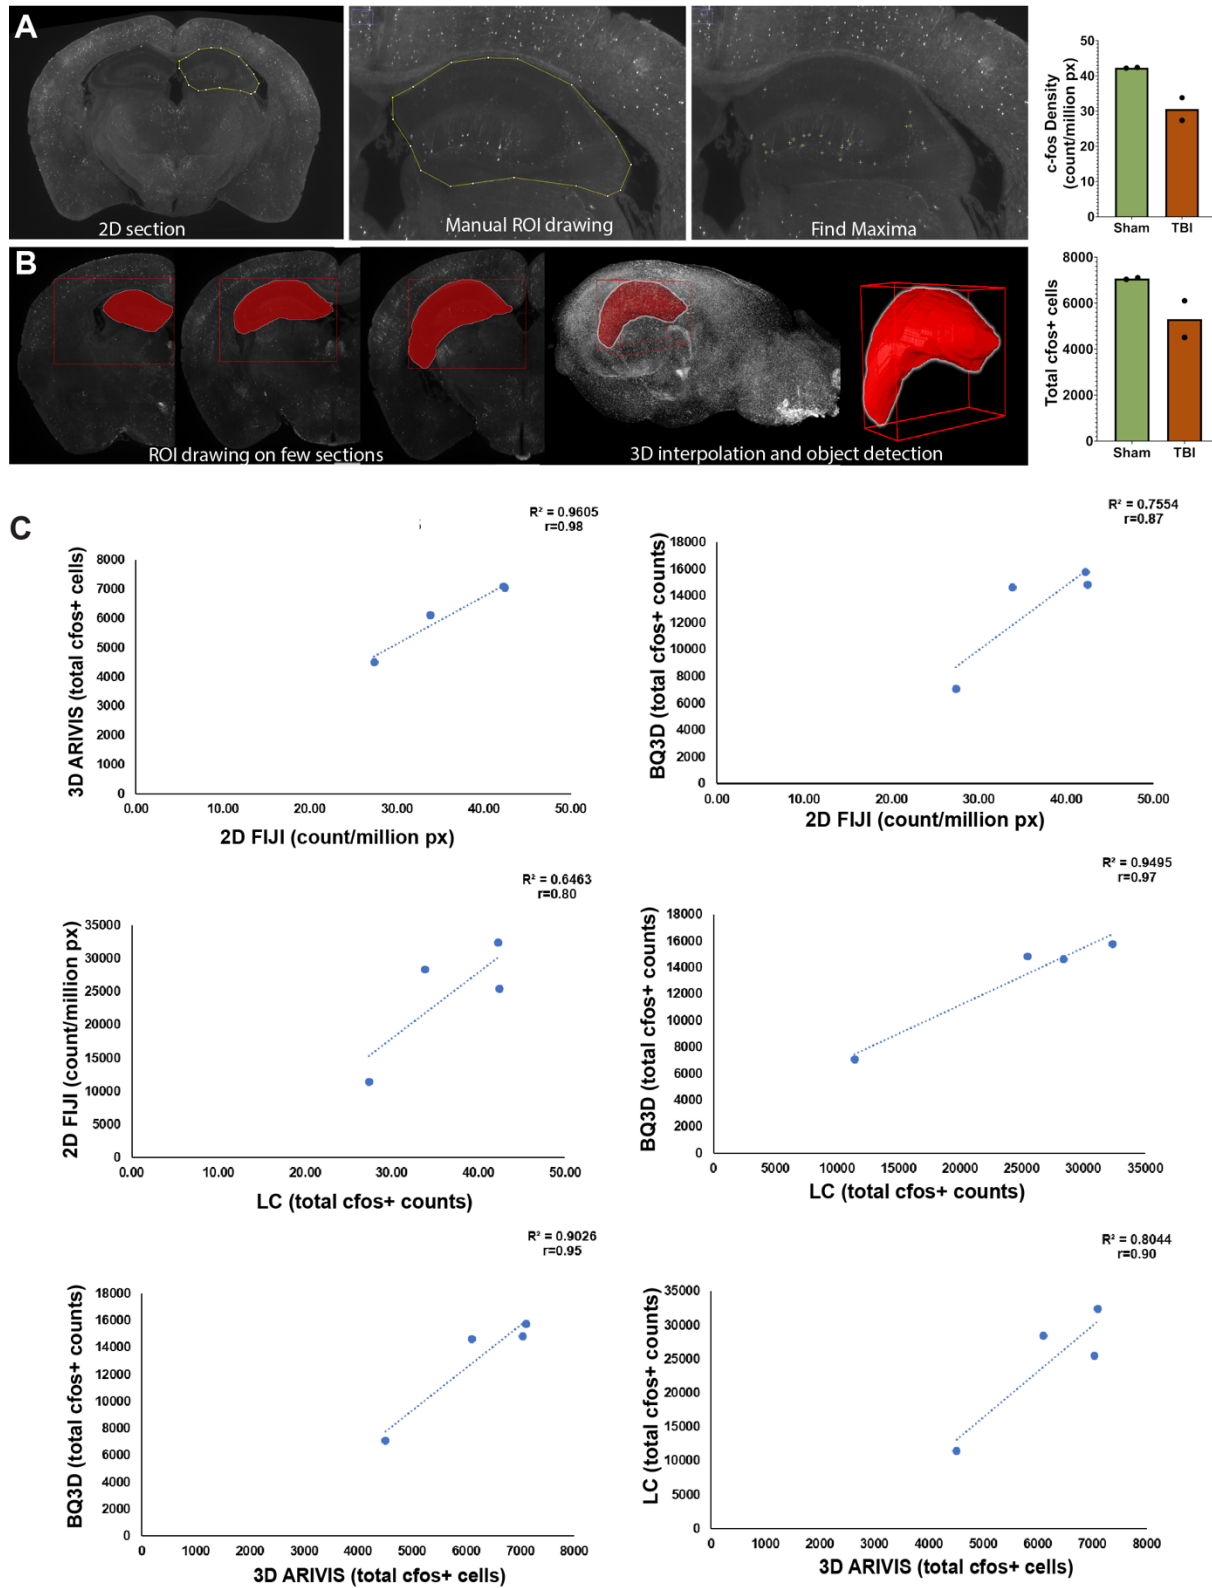 A
2D section
Manual ROI drawing
Find Maxima
c-fos Density
(count/million px)
50
40
30
20
10
0
Sham
TBI
B
ROI drawing on few sections
3D interpolation and object detection
Total cfos+ cells
8000
6000
4000
2000
0
Sham
TBI
C
R² = 0.9605
r=0.98
3D ARIVIS (total cfos+ cells)
8000
7000
6000
5000
4000
3000
2000
1000
0
0.00 10.00 20.00 30.00 40.00 50.00
2D FIJI (count/million px)
R² = 0.7554
r=0.87
BQ3D (total cfos+ counts)
18000
16000
14000
12000
10000
8000
6000
4000
2000
0
0.00 10.00 20.00 30.00 40.00 50.00
2D FIJI (count/million px)
R² = 0.6463
r=0.80
2D FIJI (count/million px)
35000
30000
25000
20000
15000
10000
5000
0
0.00 10.00 20.00 30.00 40.00 50.00
LC (total cfos+ counts)
R² = 0.9495
r=0.97
BQ3D (total cfos+ counts)
18000
16000
14000
12000
10000
8000
6000
4000
2000
0
0 5000 10000 15000 20000 25000 30000 35000
LC (total cfos+ counts)
R² = 0.9026
r=0.95
BQ3D (total cfos+ counts)
18000
16000
14000
12000
10000
8000
6000
4000
2000
0
0 1000 2000 3000 4000 5000 6000 7000 8000
3D ARIVIS (total cfos+ cells)
R² = 0.8044
r=0.90
LC (total cfos+ counts)
35000
30000
25000
20000
15000
10000
5000
0
0 1000 2000 3000 4000 5000 6000 7000 8000
3D ARIVIS (total cfos+ cells)